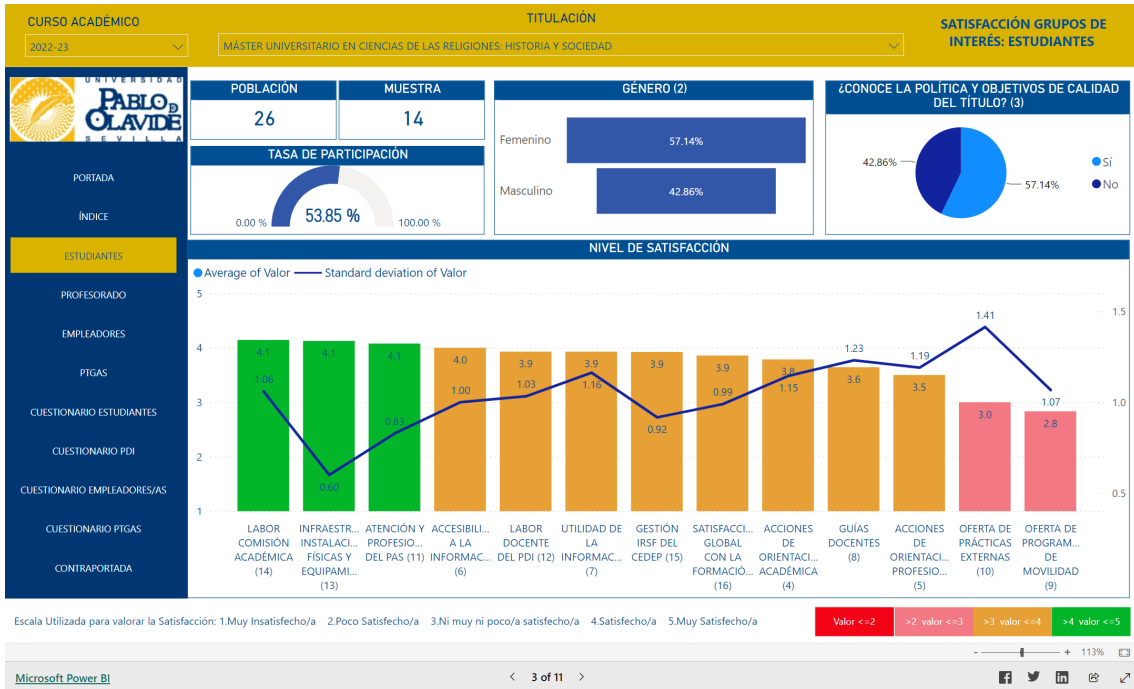 CURSO ACADÉMICO
2022-23
TITULACIÓN
MÁSTER UNIVERSITARIO EN CIENCIAS DE LAS RELIGIONES: HISTORIA Y SOCIEDAD
SATISFACCIÓN GRUPOS DE
INTERÉS: ESTUDIANTES
UNIVERSIDAD
PABLO DE
OLAVIDE
SEVILLA
PORTADA
ÍNDICE
ESTUDIANTES
PROFESORADO
EMPLEADORES
PTGAS
CUESTIONARIO ESTUDIANTES
CUESTIONARIO PDI
CUESTIONARIO EMPLEADORES/AS
CUESTIONARIO PTGAS
CONTRAPORTADA
POBLACIÓN
26
MUESTRA
14
TASA DE PARTICIPACIÓN
0.00 %
53.85 %
100.00 %
GÉNERO (2)
Femenino
57.14%
Masculino
42.86%
¿CONOCE LA POLÍTICA Y OBJETIVOS DE CALIDAD
DEL TÍTULO? (3)
42.86%
57.14%
Sí
No
NIVEL DE SATISFACCIÓN
Average of Valor
Standard deviation of Valor
5
4
3
2
1
1.5
1.0
0.5
4.1
4.1
4.1
4.0
3.9
3.9
3.9
3.9
3.8
3.6
3.5
3.0
2.8
1.06
0.60
0.83
1.00
1.03
1.16
0.92
0.99
1.15
1.23
1.19
1.41
1.07
LABOR
COMISIÓN
ACADÉMICA
(14)
INFRAESTR...
INSTALACI...
FÍSICAS Y
EQUIPAMI...
(13)
ATENCIÓN Y
PROFESIO...
DEL PAS (11)
ACCESIBILI...
A LA
INFORMAC...
(6)
LABOR
DOCENTE
DEL PDI (12)
UTILIDAD DE
LA
INFORMAC...
(7)
GESTIÓN
IRSF DEL
CEDEP (15)
SATISFACCI...
GLOBAL
CON LA
FORMACIÓ...
(16)
ACCIONES
DE
ORIENTACI...
ACADÉMICA
(4)
GUÍAS
DOCENTES
(8)
ACCIONES
DE
ORIENTACI...
PROFESIO...
(5)
OFERTA DE
PRÁCTICAS
EXTERNAS
(10)
OFERTA DE
PROGRAM...
DE
MOVILIDAD
(9)
Escala Utilizada para valorar la Satisfacción: 1.Muy Insatisfecho/a 2.Poco Satisfecho/a 3.Ni muy ni poco/a satisfecho/a 4.Satisfecho/a 5.Muy Satisfecho/a
Valor <=2
>2 valor <=3
>3 valor <=4
>4 valor <=5
- + 113%
Microsoft Power BI
< 3 of 11 >